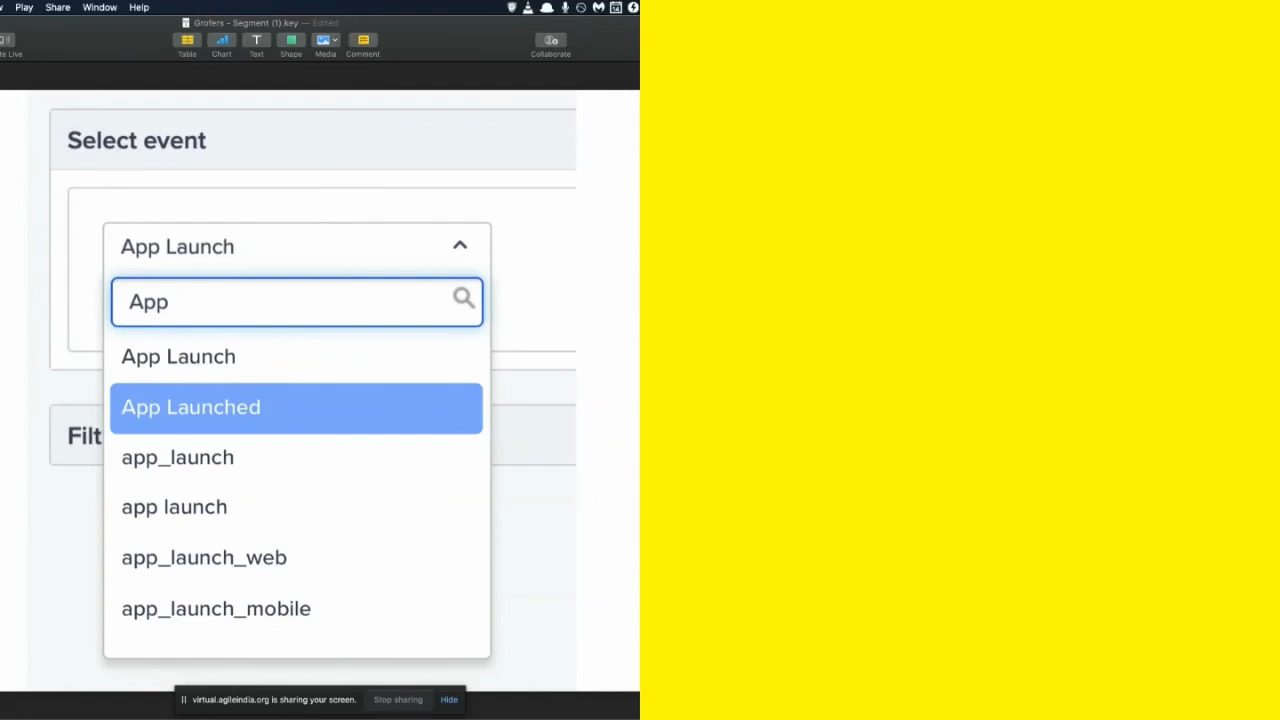 Play Share Window Help
Grofers - Segment (1).key — Edited
Table Chart Text Shape Media Comment
Collaborate
Select event
App Launch
App
App Launch
App Launched
app_launch
app launch
Filt
app_launch_web
app_launch_mobile
virtual.agileindia.org is sharing your screen. Stop sharing Hide